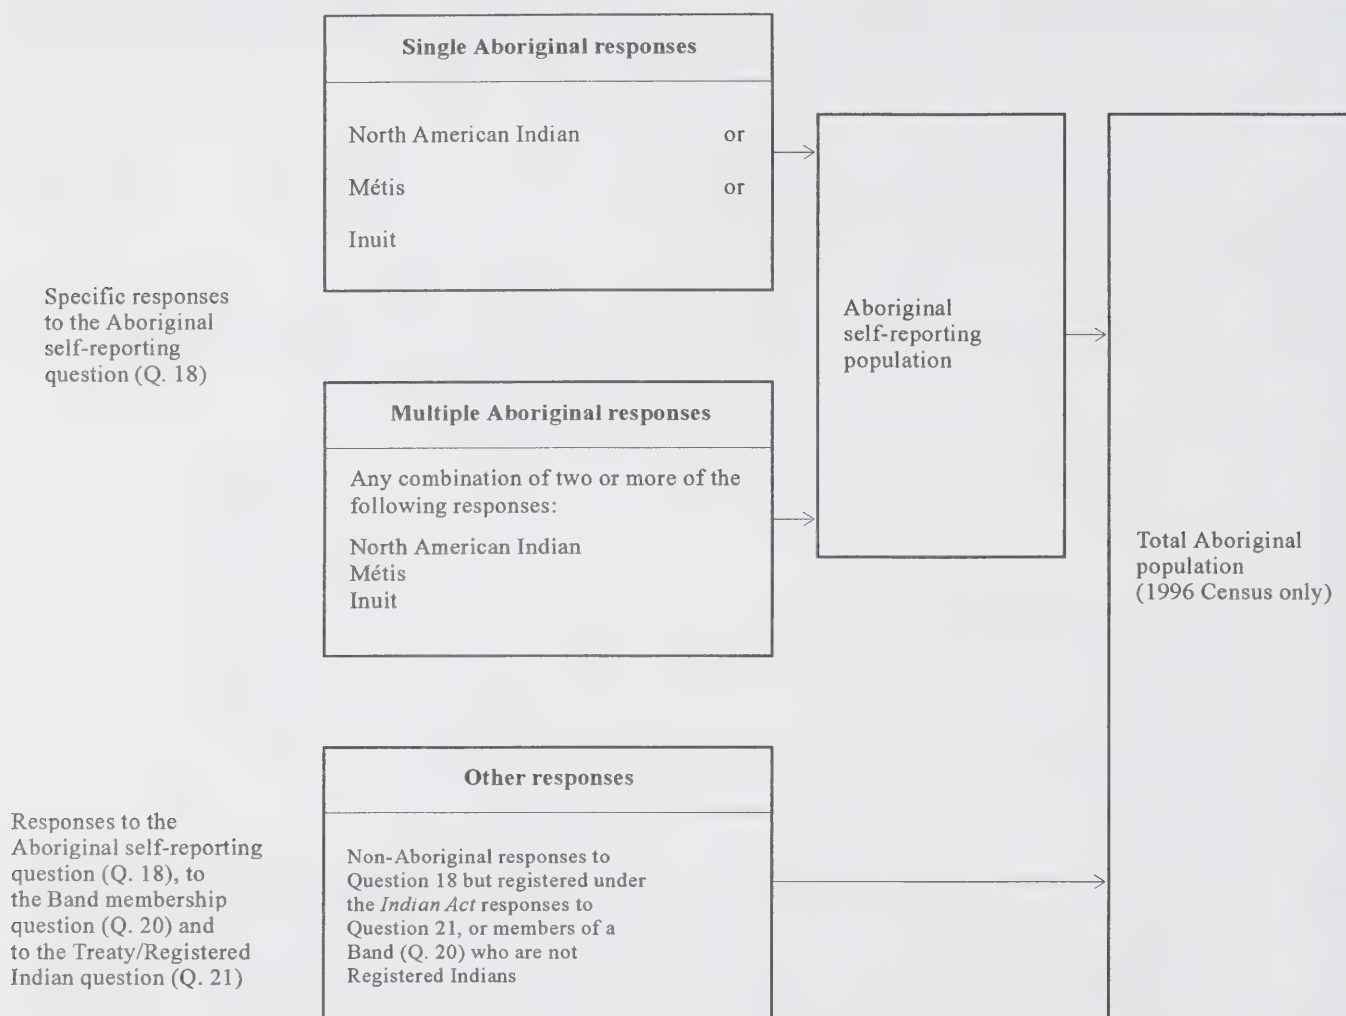 Single Aboriginal responses
North American Indian or
Métis or
Inuit
Specific responses
to the Aboriginal
self-reporting
question (Q. 18)
Multiple Aboriginal responses
Any combination of two or more of the
following responses:
North American Indian
Métis
Inuit
Aboriginal
self-reporting
population
Total Aboriginal
population
(1996 Census only)
Responses to the
Aboriginal self-reporting
question (Q. 18), to
the Band membership
question (Q. 20) and
to the Treaty/Registered
Indian question (Q. 21)
Other responses
Non-Aboriginal responses to
Question 18 but registered under
the Indian Act responses to
Question 21, or members of a
Band (Q. 20) who are not
Registered Indians